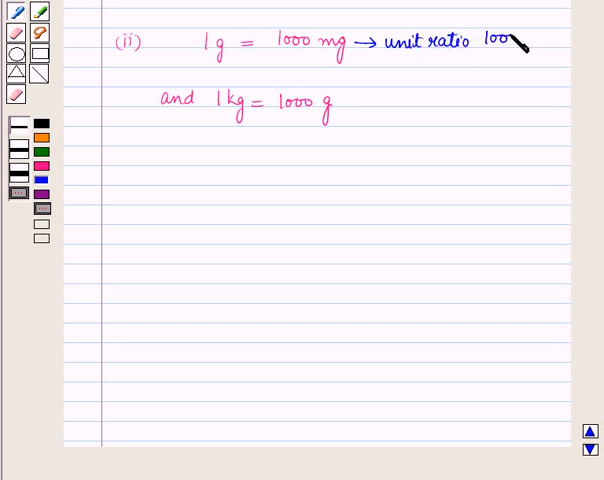 (ii) 1g = 1000 mg → unit ratio 100
and 1kg = 1000 g